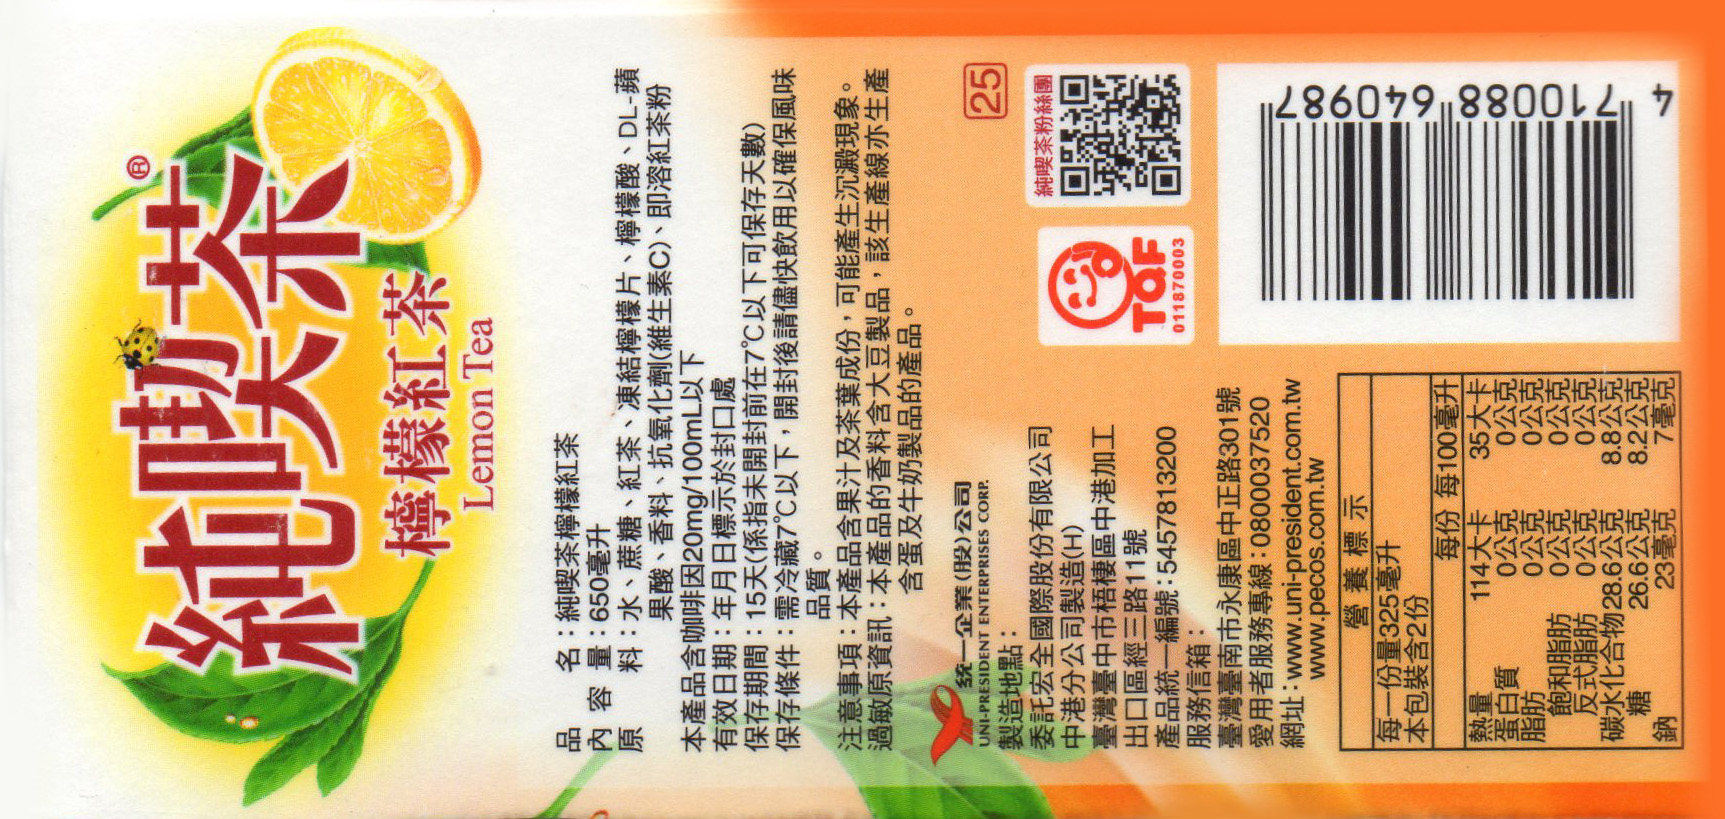 純喫茶®
檸檬紅茶
Lemon Tea
品名：純喫茶檸檬紅茶
內容量：650毫升
原料：水、蔗糖、紅茶、凍結檸檬片、檸檬酸、DL-蘋
果酸、香料、抗氧化劑(維生素C)、即溶紅茶粉
本產品含咖啡因20mg/100mL以下
有效日期：年月日標示於封口處
保存期間：15天(係指未開封前在7℃以下可保存天數)
保存條件：需冷藏7℃以下，開封後請儘快飲用以確保風味
品質。
注意事項：本產品含果汁及茶葉成份，可能產生沉澱現象。
過敏原資訊：本產品的香料含大豆製品，該生產線亦生產
含蛋及牛奶製品的產品。
統一企業(股)公司
UNI-PRESIDENT ENTERPRISES CORP.
製造地點：
委託宏全國際股份有限公司
中港分公司製造(H)
臺灣臺中市梧棲區中港加工
出口區經三路11號
產品統一編號：5457813200
服務信箱：
臺灣臺南市永康區中正路301號
愛用者服務專線：0800037520
網址：www.uni-president.com.tw
www.pecos.com.tw
25
純喫茶粉絲團
TQF
011870003
4 710088 640987
營養標示
每一份量325毫升
本包裝含2份
每份 每100毫升
熱量 114大卡 35大卡
蛋白質 0公克 0公克
脂肪 0公克 0公克
飽和脂肪 0公克 0公克
反式脂肪 0公克 0公克
碳水化合物 28.6公克 8.8公克
糖 26.6公克 8.2公克
鈉 23毫克 7毫克